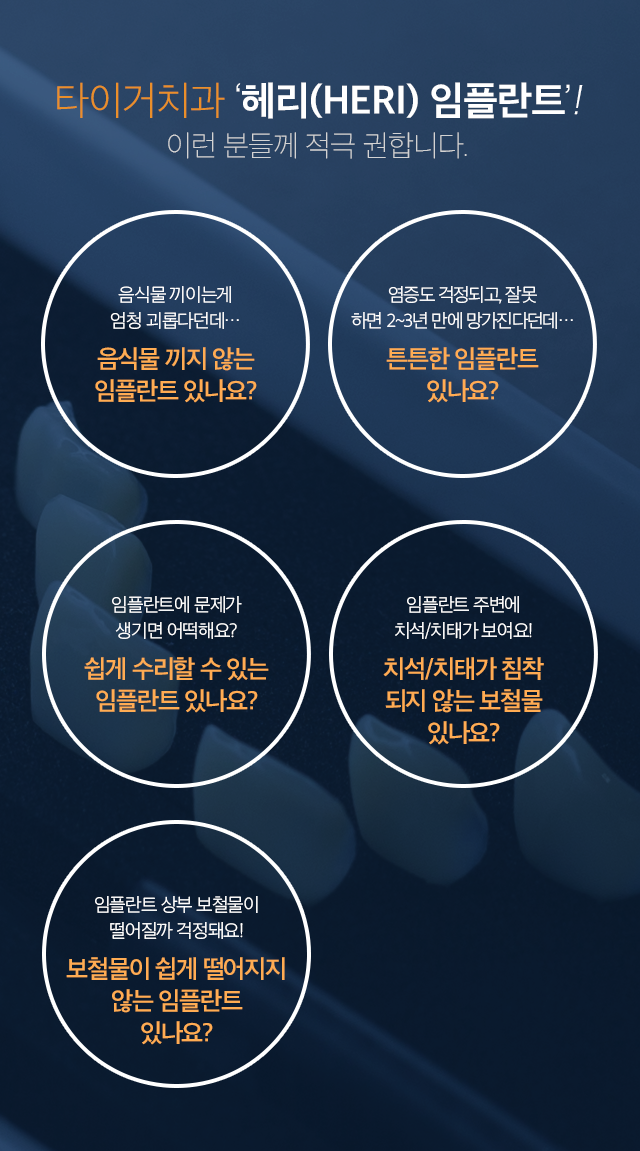 타이거치과 ‘헤리(HERI) 임플란트’!
이런 분들께 적극 권합니다.
음식물 끼이는게
엄청 괴롭다던데…
음식물 끼지 않는
임플란트 있나요?
염증도 걱정되고, 잘못
하면 2~3년 만에 망가진다던데…
튼튼한 임플란트
있나요?
임플란트에 문제가
생기면 어떡해요?
쉽게 수리할 수 있는
임플란트 있나요?
임플란트 주변에
치석/치태가 보여요!
치석/치태가 침착
되지 않는 보철물
있나요?
임플란트 상부 보철물이
떨어질까 걱정돼요!
보철물이 쉽게 떨어지지
않는 임플란트
있나요?